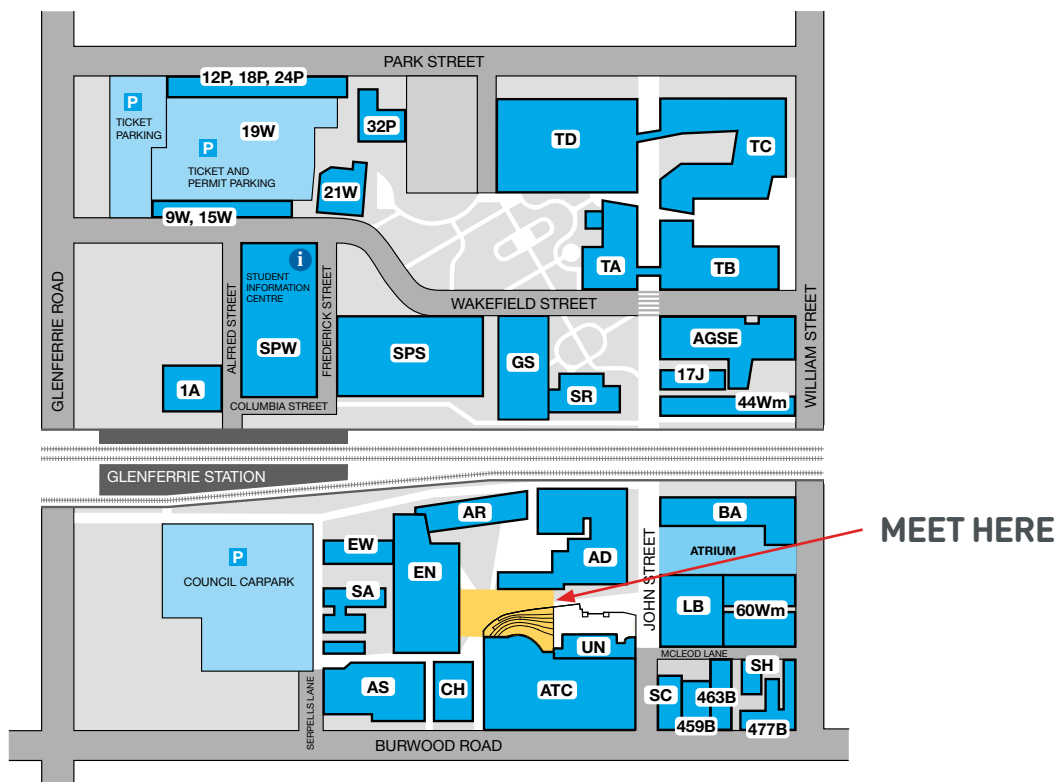 PARK STREET
12P, 18P, 24P
P
TICKET
PARKING
19W
P
TICKET AND
PERMIT PARKING
32P
TD
TC
21W
9W, 15W
GLENFERRIE ROAD
ALFRED STREET
i
STUDENT
INFORMATION
CENTRE
SPW
FREDERICK STREET
TA
TB
WAKEFIELD STREET
WILLIAM STREET
SPS
GS
AGSE
1A
17J
SR
44Wm
COLUMBIA STREET
GLENFERRIE STATION
AR
BA
MEET HERE
EW
AD
ATRIUM
P
COUNCIL CARPARK
EN
JOHN STREET
SA
LB
60Wm
UN
MCLEOD LANE
SERPELLS LANE
AS
CH
ATC
SC
463B
SH
459B
477B
BURWOOD ROAD